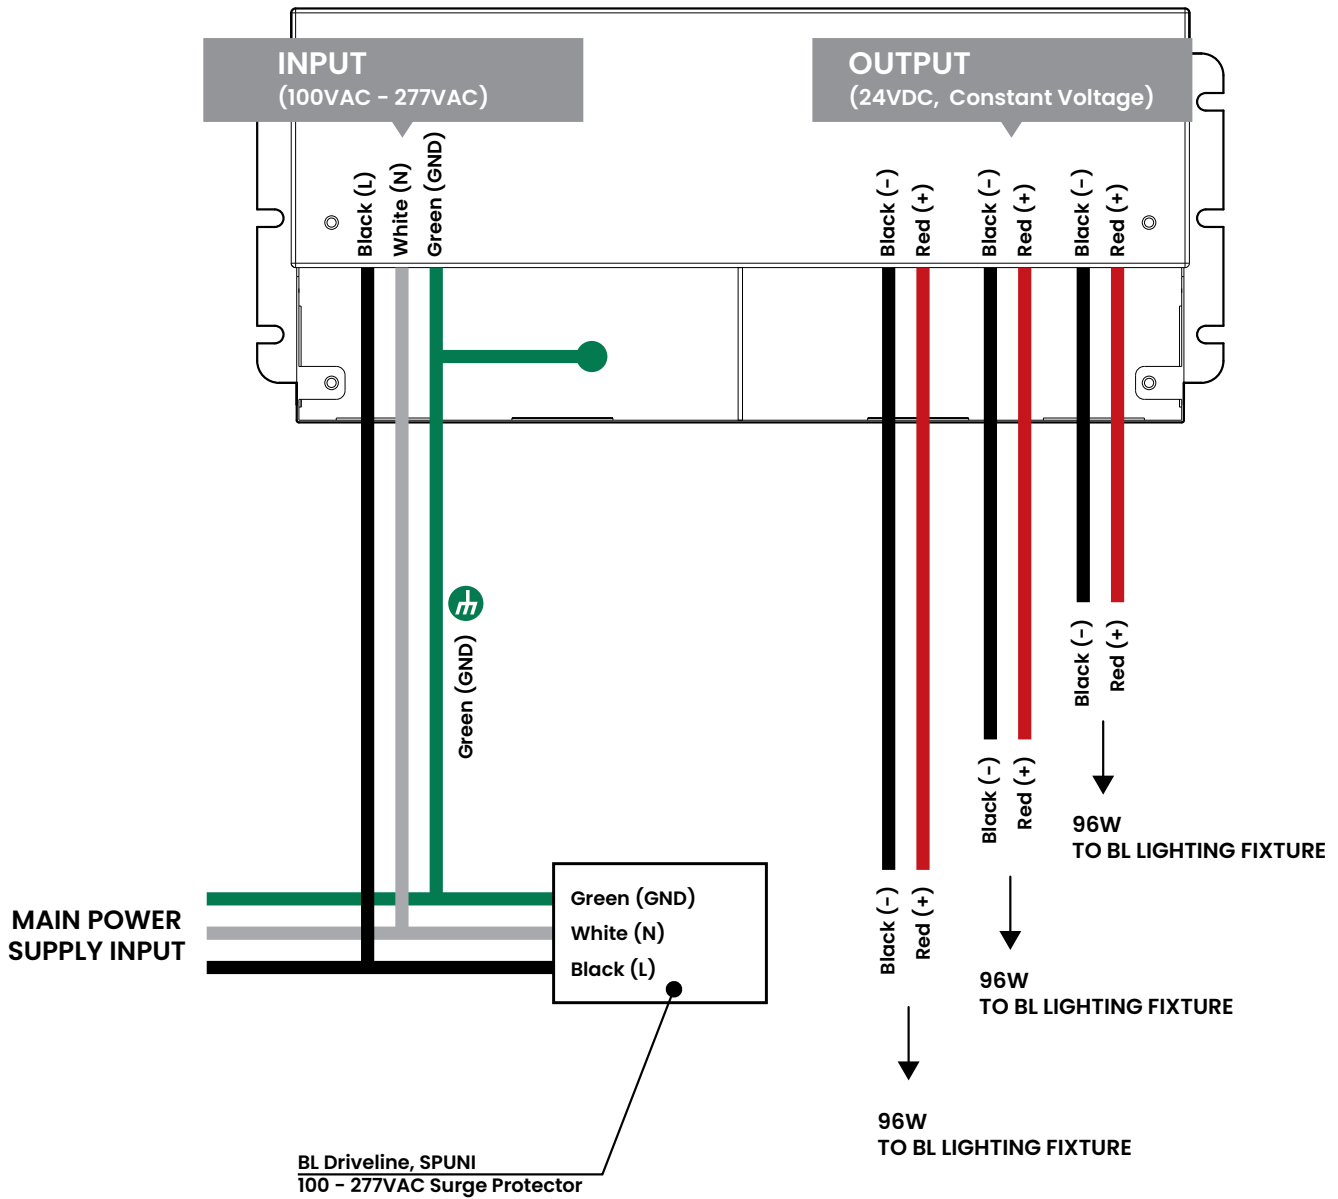 INPUT
(100VAC - 277VAC)
OUTPUT
(24VDC, Constant Voltage)
Black (L)
White (N)
Green (GND)
Black (-)
Red (+)
Black (-)
Red (+)
Black (-)
Red (+)
Green (GND)
Black (-)
Red (+)
96W
TO BL LIGHTING FIXTURE
Black (-)
Red (+)
96W
TO BL LIGHTING FIXTURE
Black (-)
Red (+)
96W
TO BL LIGHTING FIXTURE
MAIN POWER
SUPPLY INPUT
Green (GND)
White (N)
Black (L)
BL Driveline, SPUNI
100 - 277VAC Surge Protector